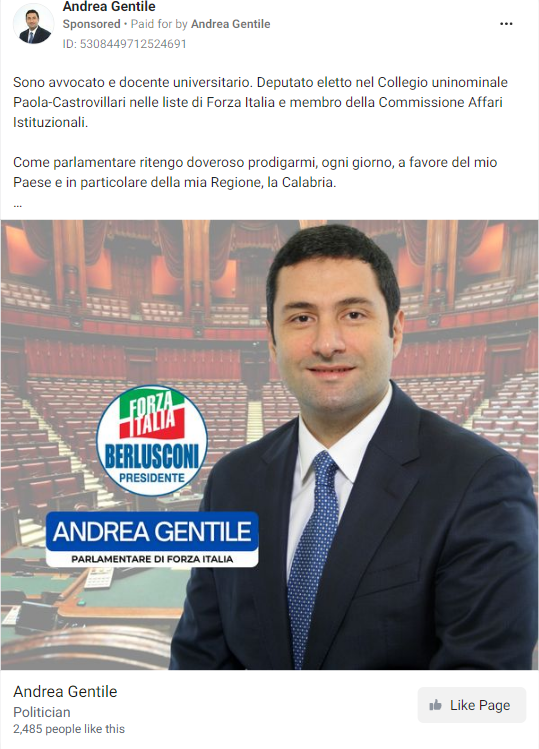 Andrea Gentile
Sponsored • Paid for by Andrea Gentile
ID: 5308449712524691
Sono avvocato e docente universitario. Deputato eletto nel Collegio uninominale
Paola-Castrovillari nelle liste di Forza Italia e membro della Commissione Affari
Istituzionali.
Come parlamentare ritengo doveroso prodigarmi, ogni giorno, a favore del mio
Paese e in particolare della mia Regione, la Calabria.
...
FORZA
ITALIA
BERLUSCONI
PRESIDENTE
ANDREA GENTILE
PARLAMENTARE DI FORZA ITALIA
Andrea Gentile
Politician
2,485 people like this
Like Page